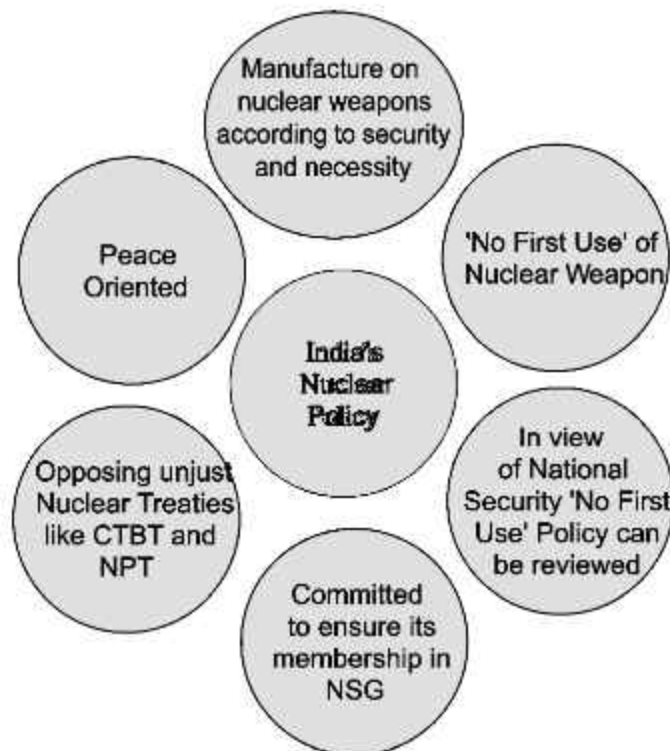 Manufacture on
nuclear weapons
according to security
and necessity
Peace
Oriented
'No First Use' of
Nuclear Weapon
India's
Nuclear
Policy
Opposing unjust
Nuclear Treaties
like CTBT and
NPT
In view
of National
Security 'No First
Use' Policy can
be reviewed
Committed
to ensure its
membership in
NSG